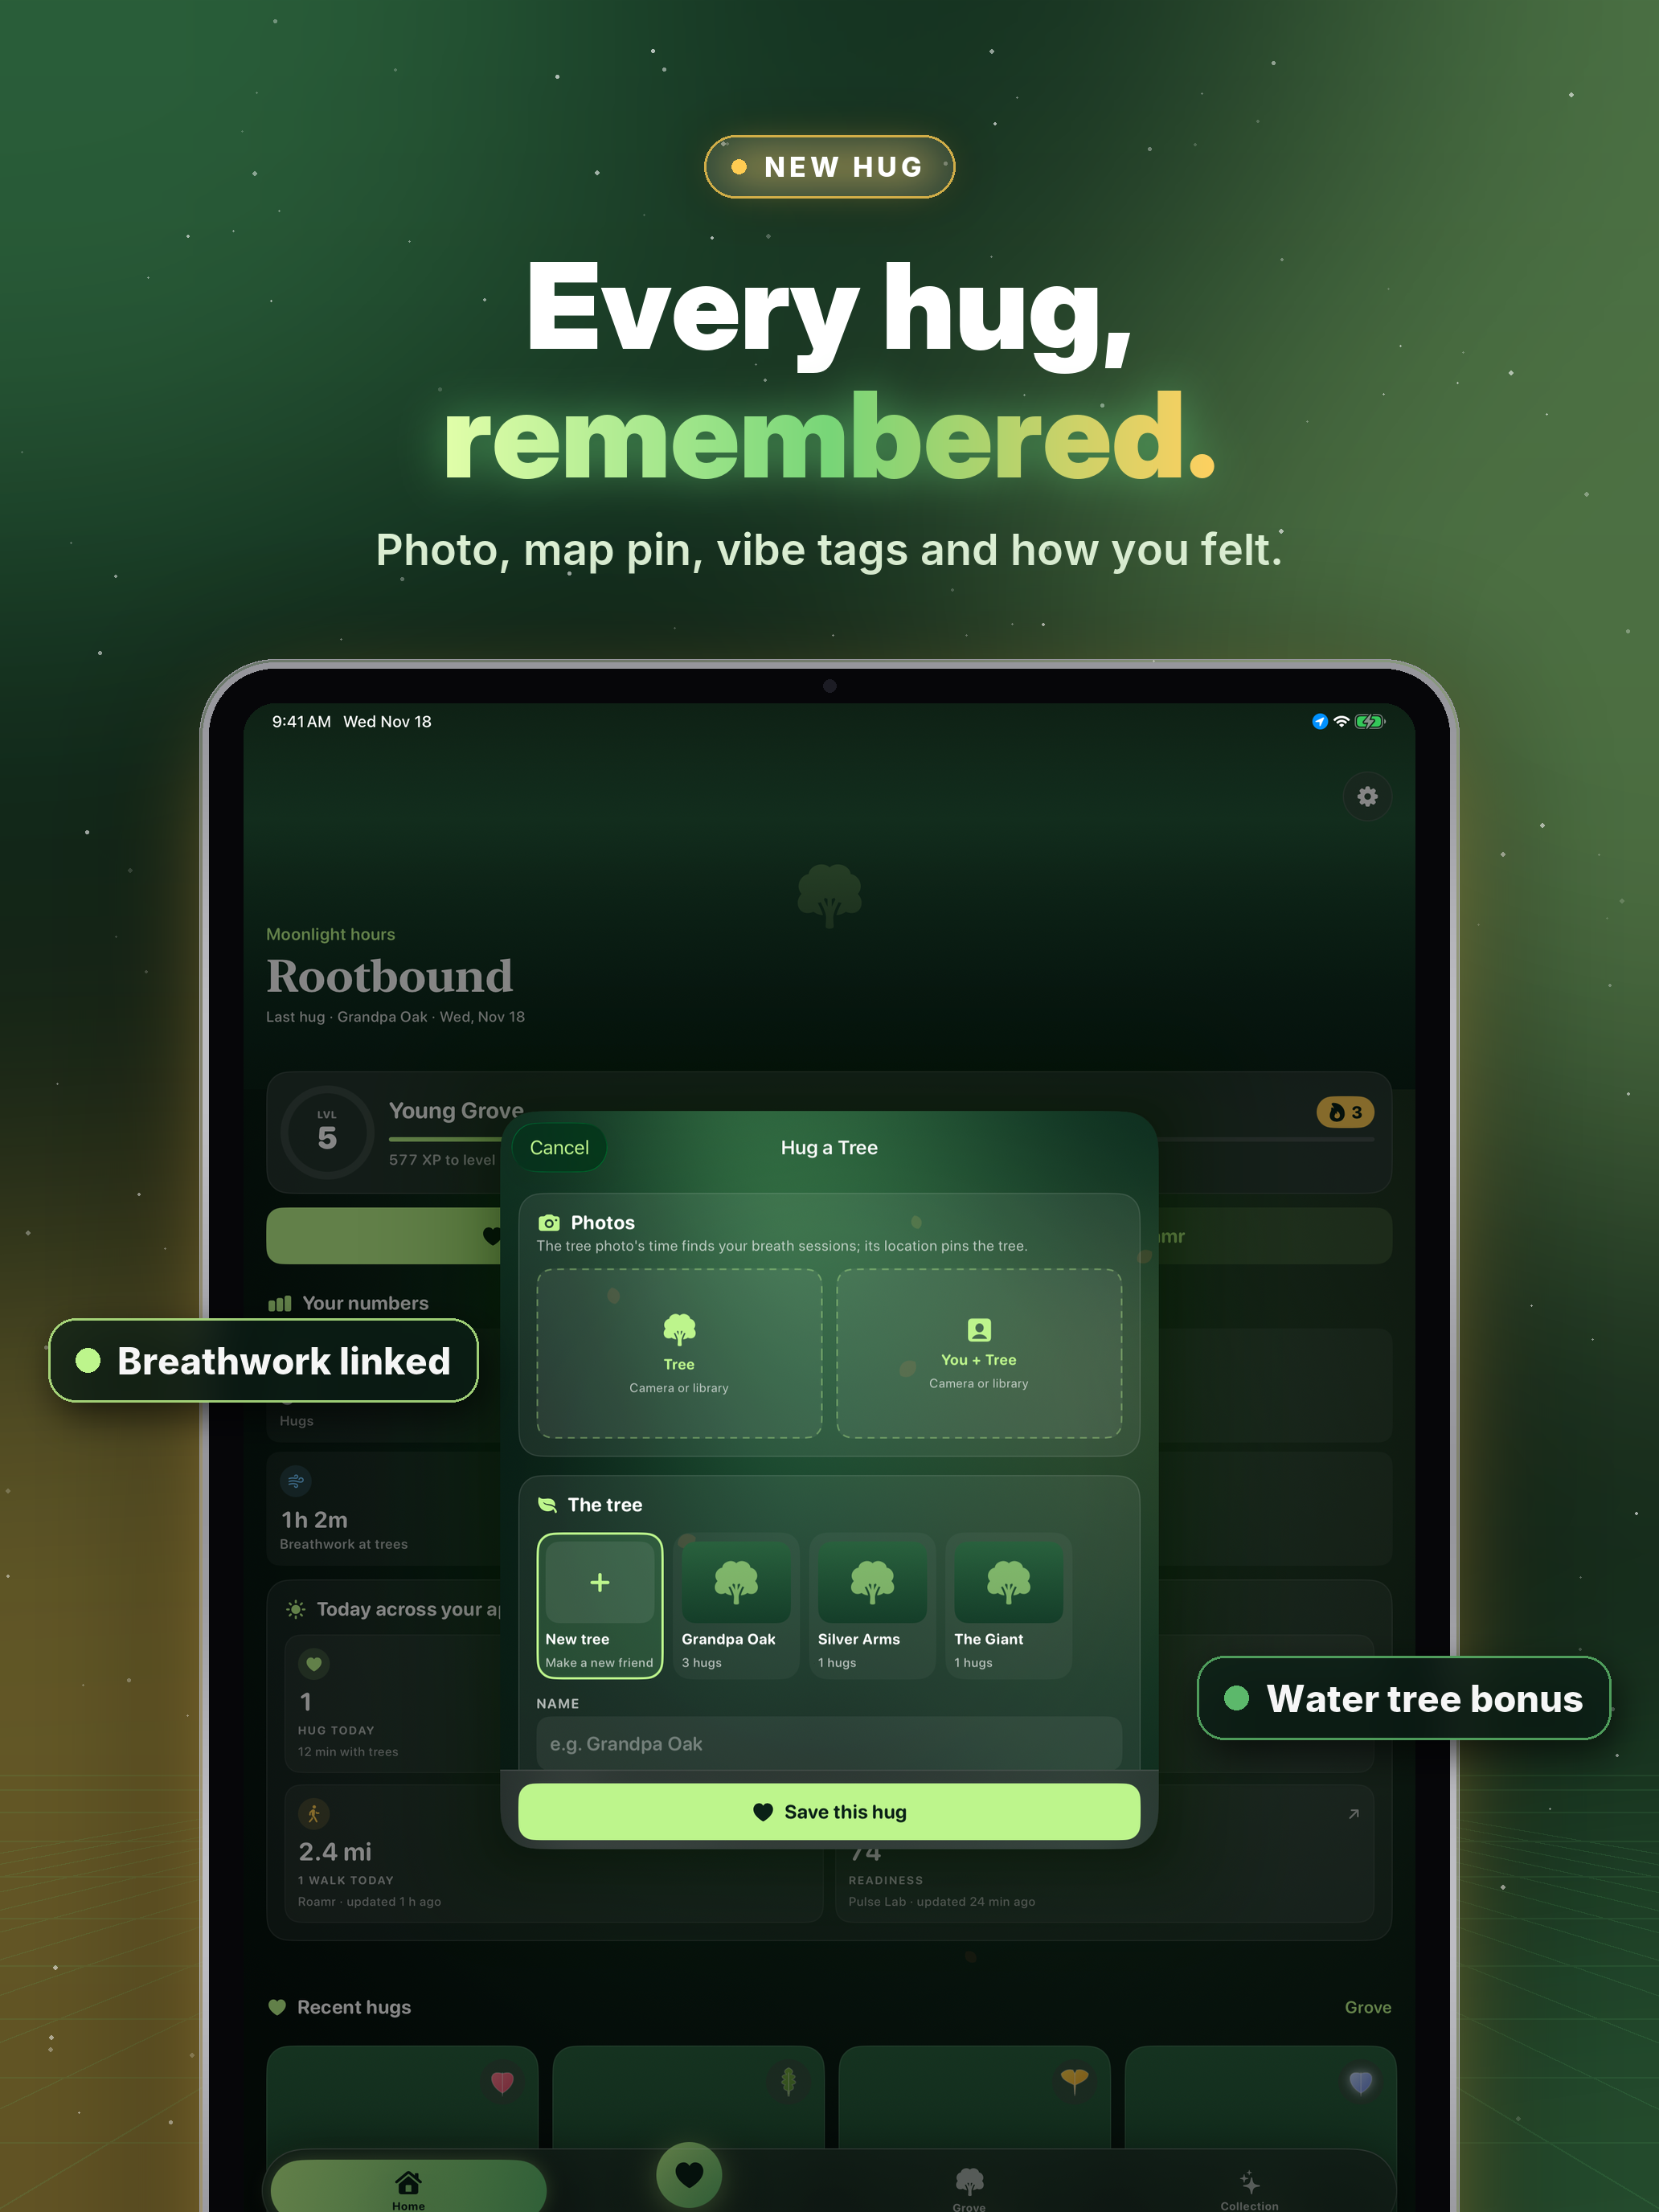 NEW HUG
Every hug,
remembered.
Photo, map pin, vibe tags and how you felt.
9:41 AM Wed Nov 18
Moonlight hours
Rootbound
Last hug · Grandpa Oak · Wed, Nov 18
LVL
5
Young Grove
577 XP to level
3
Cancel
Hug a Tree
Photos
The tree photo's time finds your breath sessions; its location pins the tree.
Tree
Camera or library
You + Tree
Camera or library
Your numbers
Breathwork linked
Hugs
1h 2m
Breathwork at trees
The tree
New tree
Make a new friend
Grandpa Oak
3 hugs
Silver Arms
1 hugs
The Giant
1 hugs
NAME
e.g. Grandpa Oak
Save this hug
Water tree bonus
Today across your
1
HUG TODAY
12 min with trees
2.4 mi
1 WALK TODAY
Roamr · updated 1 h ago
74
READINESS
Pulse Lab · updated 24 min ago
Recent hugs
Grove
Home
Grove
Collection